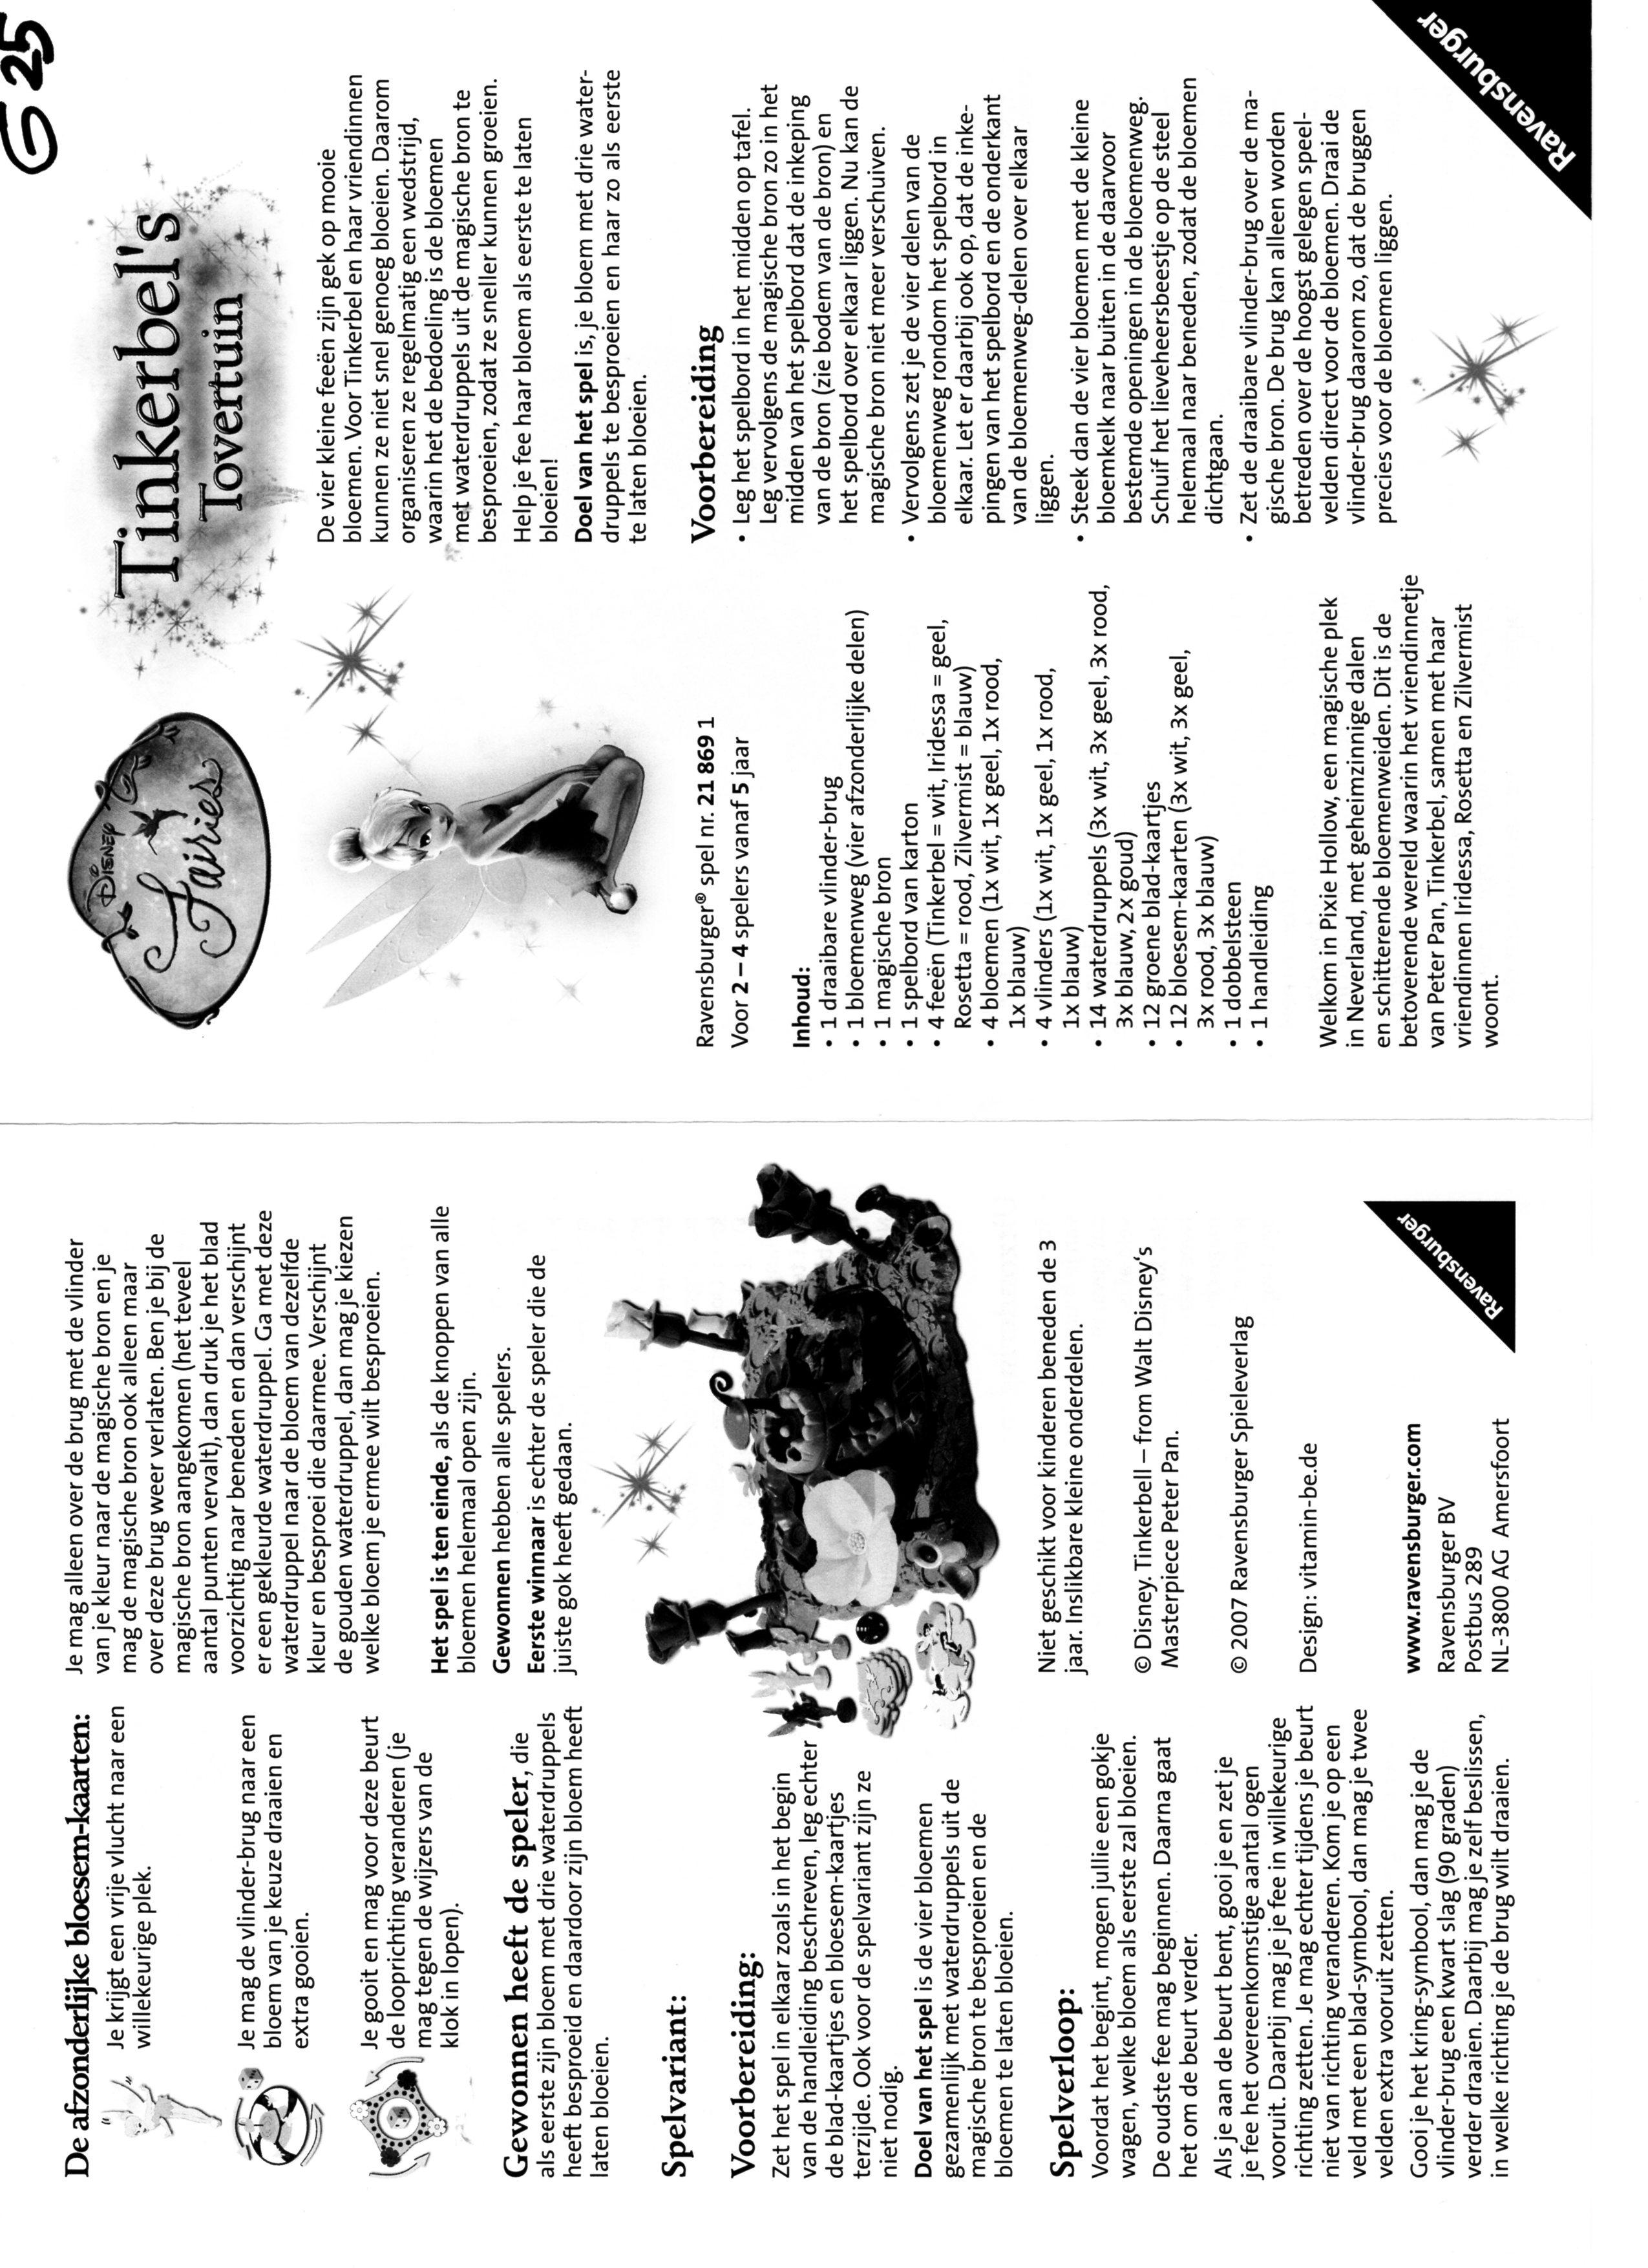 De afzonderlijke bloesem-kaarten:
Je krijgt een vrije vlucht naar een
willekeurige plek.
Je mag de vlinder-brug naar een
bloem van je keuze draaien en
extra gooien.
Je gooit en mag voor deze beurt
de looprichting veranderen (je
mag tegen de wijzers van de
klok in lopen).
Gewonnen heeft de speler, die
als eerste zijn bloem met drie waterdruppels
heeft besproeid en daardoor zijn bloem heeft
laten bloeien.
Spelvariant:
Voorbereiding:
Zet het spel in elkaar zoals in het begin
van de handleiding beschreven, leg echter
de blad-kaartjes en bloesem-kaartjes
terzijde. Ook voor de spelvariant zijn ze
niet nodig.
Doel van het spel is de vier bloemen
gezamenlijk met waterdruppels uit de
magische bron te besproeien en de
bloemen te laten bloeien.
Spelverloop:
Voordat het begint, mogen jullie een gokje
wagen, welke bloem als eerste zal bloeien.
De oudste fee mag beginnen. Daarna gaat
het om de beurt verder.
Als je aan de beurt bent, gooi je en zet je
je fee het overeenkomstige aantal ogen
vooruit. Daarbij mag je je fee in willekeurige
richting zetten. Je mag echter tijdens je beurt
niet van richting veranderen. Kom je op een
veld met een blad-symbool, dan mag je twee
velden extra vooruit zetten.
Gooi je het kring-symbool, dan mag je de
vlinder-brug een kwart slag (90 graden)
verder draaien. Daarbij mag je zelf beslissen,
in welke richting je de brug wilt draaien.
Je mag alleen over de brug met de vlinder
van je kleur naar de magische bron en je
mag de magische bron ook alleen maar
over deze brug weer verlaten. Ben je bij de
magische bron aangekomen (het teveel
aantal punten vervalt), dan druk je het blad
voorzichtig naar beneden en dan verschijnt
er een gekleurde waterdruppel. Ga met deze
waterdruppel naar de bloem van dezelfde
kleur en besproei die daarmee. Verschijnt
de gouden waterdruppel, dan mag je kiezen
welke bloem je ermee wilt besproeien.
Het spel is ten einde, als de knoppen van alle
bloemen helemaal open zijn.
Gewonnen hebben alle spelers.
Eerste winnaar is echter de speler die de
juiste gok heeft gedaan.
Niet geschikt voor kinderen beneden de 3
jaar. Inslikbare kleine onderdelen.
© Disney. Tinkerbell – from Walt Disney's
Masterpiece Peter Pan.
© 2007 Ravensburger Spieleverlag
Design: vitamin-be.de
www.ravensburger.com
Ravensburger BV
Postbus 289
NL-3800 AG Amersfoort
Ravensburger
G 25
Disney
Fairies
Tinkerbel's
Tovertuin
Ravensburger® spel nr. 21 869 1
Voor 2 – 4 spelers vanaf 5 jaar
Inhoud:
• 1 draaibare vlinder-brug
• 1 bloemenweg (vier afzonderlijke delen)
• 1 magische bron
• 1 spelbord van karton
• 4 feeën (Tinkerbel = wit, Iridessa = geel,
Rosetta = rood, Zilvermist = blauw)
• 4 bloemen (1x wit, 1x geel, 1x rood,
1x blauw)
• 4 vlinders (1x wit, 1x geel, 1x rood,
1x blauw)
• 14 waterdruppels (3x wit, 3x geel, 3x rood,
3x blauw, 2x goud)
• 12 groene blad-kaartjes
• 12 bloesem-kaarten (3x wit, 3x geel,
3x rood, 3x blauw)
• 1 dobbelsteen
• 1 handleiding
Welkom in Pixie Hollow, een magische plek
in Neverland, met geheimzinnige dalen
en schitterende bloemenweiden. Dit is de
betoverende wereld waarin het vriendinnetje
van Peter Pan, Tinkerbel, samen met haar
vriendinnen Iridessa, Rosetta en Zilvermist
woont.
De vier kleine feeën zijn gek op mooie
bloemen. Voor Tinkerbel en haar vriendinnen
kunnen ze niet snel genoeg bloeien. Daarom
organiseren ze regelmatig een wedstrijd,
waarin het de bedoeling is de bloemen
met waterdruppels uit de magische bron te
besproeien, zodat ze sneller kunnen groeien.
Help je fee haar bloem als eerste te laten
bloeien!
Doel van het spel is, je bloem met drie water-
druppels te besproeien en haar zo als eerste
te laten bloeien.
Voorbereiding
• Leg het spelbord in het midden op tafel.
Leg vervolgens de magische bron zo in het
midden van het spelbord dat de inkeping
van de bron (zie bodem van de bron) en
het spelbord over elkaar liggen. Nu kan de
magische bron niet meer verschuiven.
• Vervolgens zet je de vier delen van de
bloemenweg rondom het spelbord in
elkaar. Let er daarbij ook op, dat de inke-
pingen van het spelbord en de onderkant
van de bloemenweg-delen over elkaar
liggen.
• Steek dan de vier bloemen met de kleine
bloemkelk naar buiten in de daarvoor
bestemde openingen in de bloemenweg.
Schuif het lieveheersbeestje op de steel
helemaal naar beneden, zodat de bloemen
dichtgaan.
• Zet de draaibare vlinder-brug over de ma-
gische bron. De brug kan alleen worden
betreden over de hoogst gelegen speel-
velden direct voor de bloemen. Draai de
vlinder-brug daarom zo, dat de bruggen
precies voor de bloemen liggen.
Ravensburger